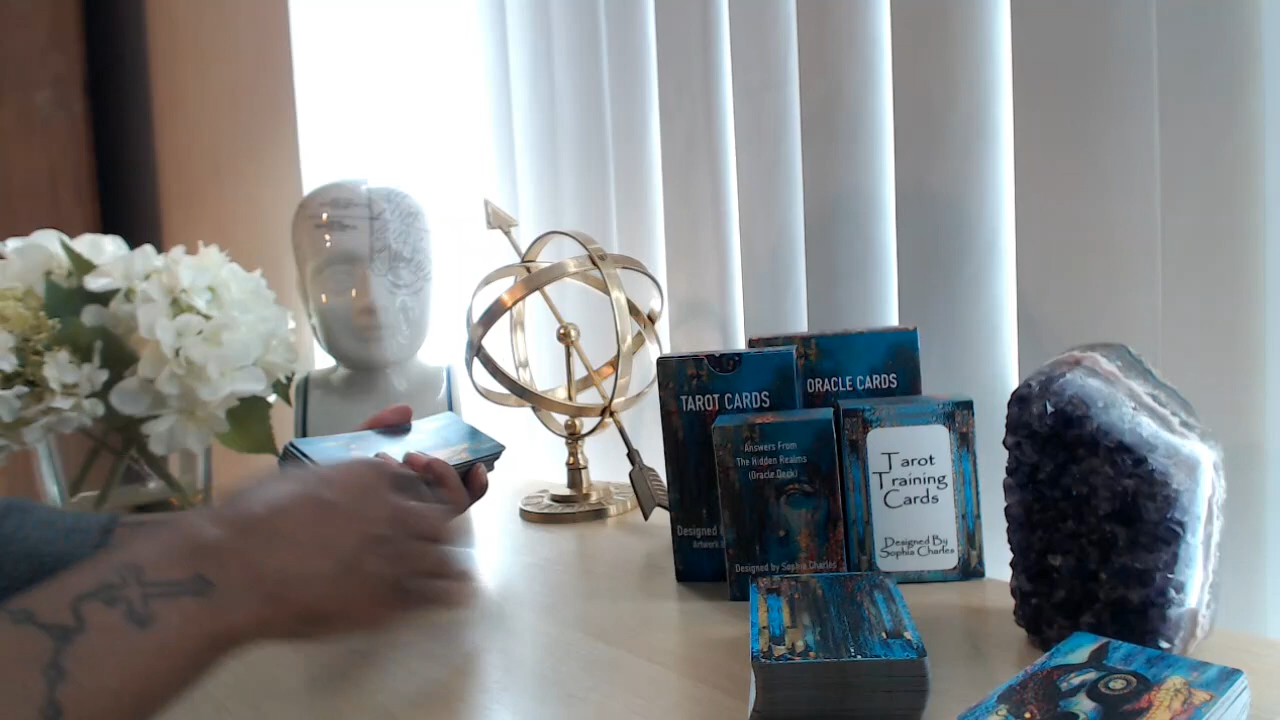 TAROT CARDS
Designed
Artwork
ORACLE CARDS
Answers From
The Hidden Realms
(Oracle Deck)
Designed by Sophia Charles
Tarot
Training
Cards
Designed By
Sophia Charles